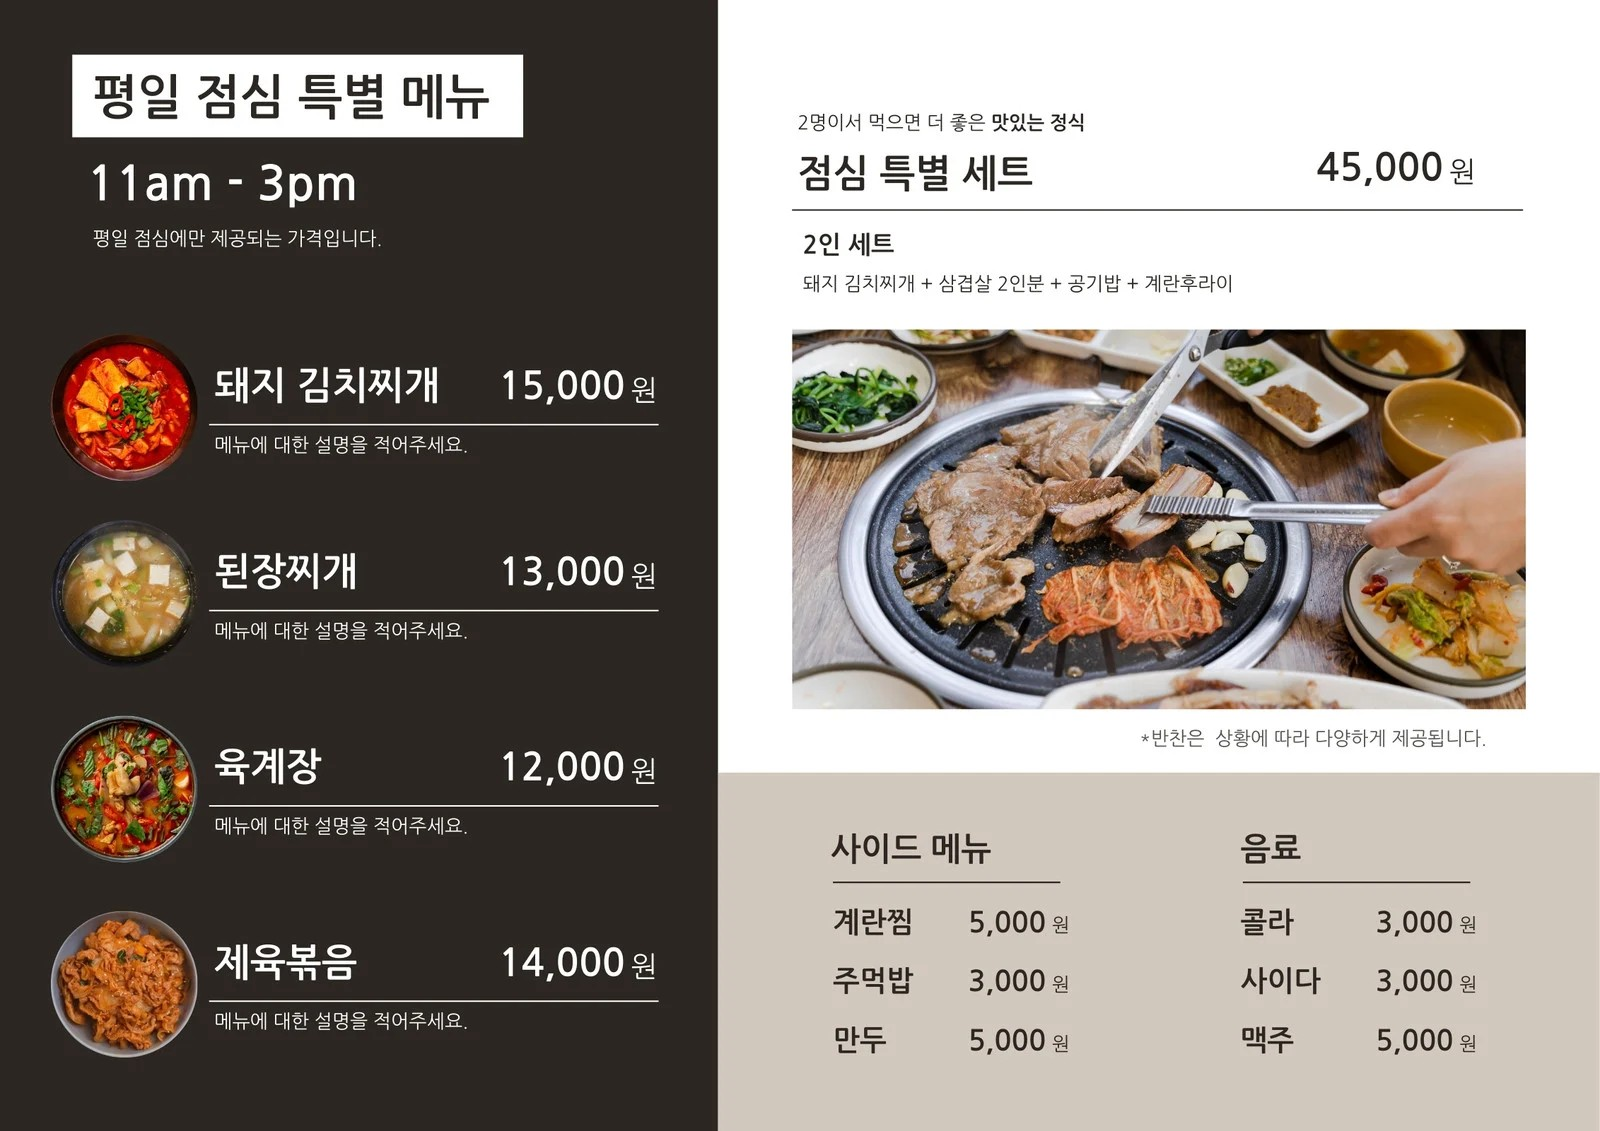 평일 점심 특별 메뉴
11am - 3pm
평일 점심에만 제공되는 가격입니다.
돼지 김치찌개 15,000 원
메뉴에 대한 설명을 적어주세요.
된장찌개 13,000 원
메뉴에 대한 설명을 적어주세요.
육계장 12,000 원
메뉴에 대한 설명을 적어주세요.
제육볶음 14,000 원
메뉴에 대한 설명을 적어주세요.
2명이서 먹으면 더 좋은 맛있는 정식
점심 특별 세트 45,000 원
2인 세트
돼지 김치찌개 + 삼겹살 2인분 + 공기밥 + 계란후라이
*반찬은 상황에 따라 다양하게 제공됩니다.
사이드 메뉴
계란찜 5,000 원
주먹밥 3,000 원
만두 5,000 원
음료
콜라 3,000 원
사이다 3,000 원
맥주 5,000 원